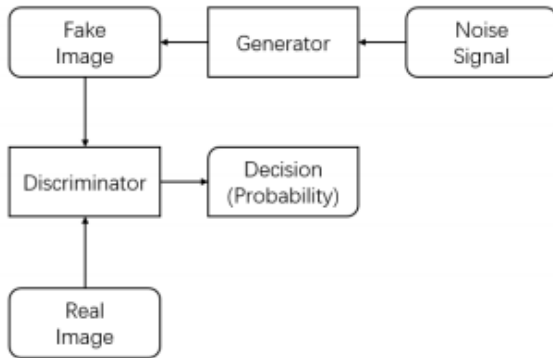 Fake
Image
Generator
Noise
Signal
Discriminator
Decision
(Probability)
Real
Image